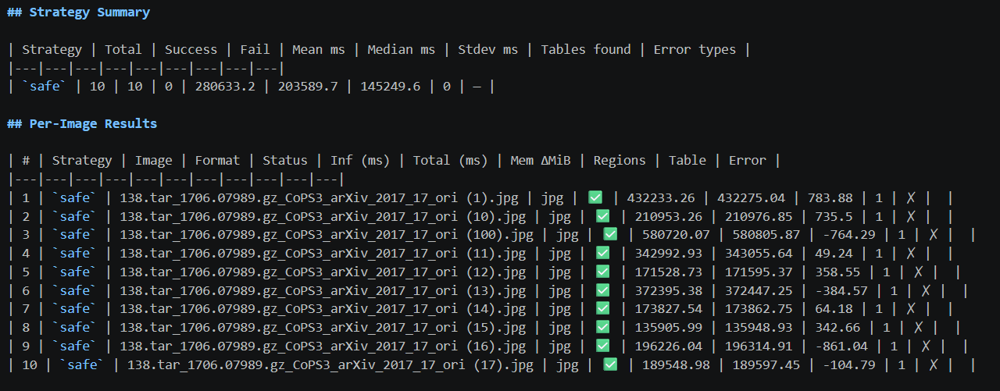 ## Strategy Summary
| Strategy | Total | Success | Fail | Mean ms | Median ms | Stdev ms | Tables found | Error types |
|---|---|---|---|---|---|---|---|---|
| `safe` | 10 | 10 | 0 | 280633.2 | 203589.7 | 145249.6 | 0 | — |
## Per-Image Results
| # | Strategy | Image | Format | Status | Inf (ms) | Total (ms) | Mem ΔMiB | Regions | Table | Error |
|---|---|---|---|---|---|---|---|---|---|---|
| 1 | `safe` | 138.tar_1706.07989.gz_CoPS3_arXiv_2017_17_ori (1).jpg | jpg | ✅ | 432233.26 | 432275.04 | 783.88 | 1 | ✗ | |
| 2 | `safe` | 138.tar_1706.07989.gz_CoPS3_arXiv_2017_17_ori (10).jpg | jpg | ✅ | 210953.26 | 210976.85 | 735.5 | 1 | ✗ | |
| 3 | `safe` | 138.tar_1706.07989.gz_CoPS3_arXiv_2017_17_ori (100).jpg | jpg | ✅ | 580720.07 | 580805.87 | -764.29 | 1 | ✗ | |
| 4 | `safe` | 138.tar_1706.07989.gz_CoPS3_arXiv_2017_17_ori (11).jpg | jpg | ✅ | 342992.93 | 343055.64 | 49.24 | 1 | ✗ | |
| 5 | `safe` | 138.tar_1706.07989.gz_CoPS3_arXiv_2017_17_ori (12).jpg | jpg | ✅ | 171528.73 | 171595.37 | 358.55 | 1 | ✗ | |
| 6 | `safe` | 138.tar_1706.07989.gz_CoPS3_arXiv_2017_17_ori (13).jpg | jpg | ✅ | 372395.38 | 372447.25 | -384.57 | 1 | ✗ | |
| 7 | `safe` | 138.tar_1706.07989.gz_CoPS3_arXiv_2017_17_ori (14).jpg | jpg | ✅ | 173827.54 | 173862.75 | 64.18 | 1 | ✗ | |
| 8 | `safe` | 138.tar_1706.07989.gz_CoPS3_arXiv_2017_17_ori (15).jpg | jpg | ✅ | 135905.99 | 135948.93 | 342.66 | 1 | ✗ | |
| 9 | `safe` | 138.tar_1706.07989.gz_CoPS3_arXiv_2017_17_ori (16).jpg | jpg | ✅ | 196226.04 | 196314.91 | -861.04 | 1 | ✗ | |
| 10 | `safe` | 138.tar_1706.07989.gz_CoPS3_arXiv_2017_17_ori (17).jpg | jpg | ✅ | 189548.98 | 189597.45 | -104.79 | 1 | ✗ | |